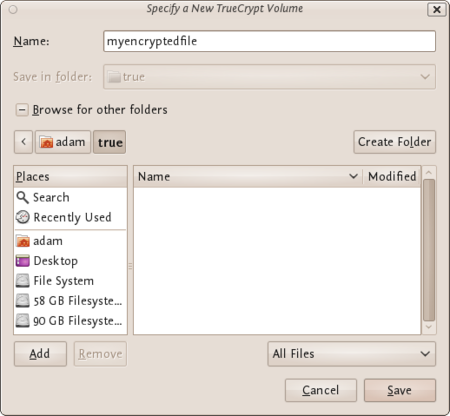 Specify a New TrueCrypt Volume
Name: myencryptedfile
Save in folder: true
Browse for other folders
< adam true Create Folder
Places Name Modified
Search
Recently Used
adam
Desktop
File System
58 GB Filesyste...
90 GB Filesyste...
Add Remove All Files
Cancel Save